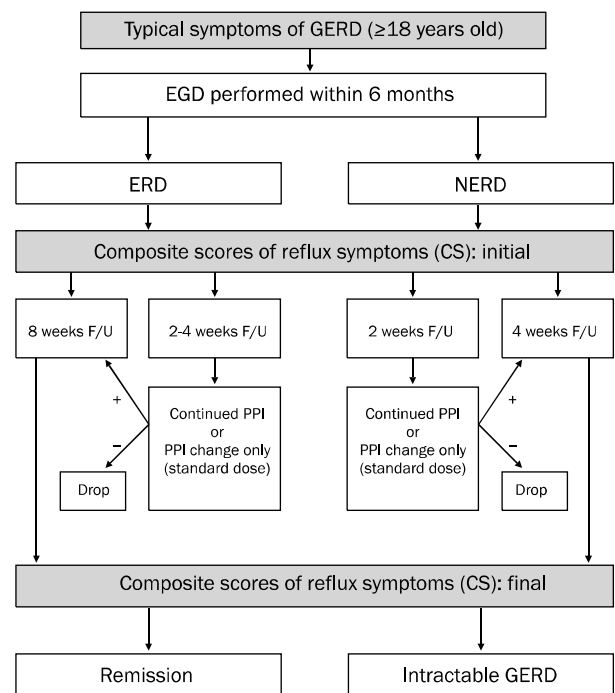 Typical symptoms of GERD (≥18 years old)
EGD performed within 6 months
ERD
NERD
Composite scores of reflux symptoms (CS): initial
8 weeks F/U
2-4 weeks F/U
2 weeks F/U
4 weeks F/U
+
−
Continued PPI
or
PPI change only
(standard dose)
Drop
Continued PPI
or
PPI change only
(standard dose)
+
−
Drop
Composite scores of reflux symptoms (CS): final
Remission
Intractable GERD